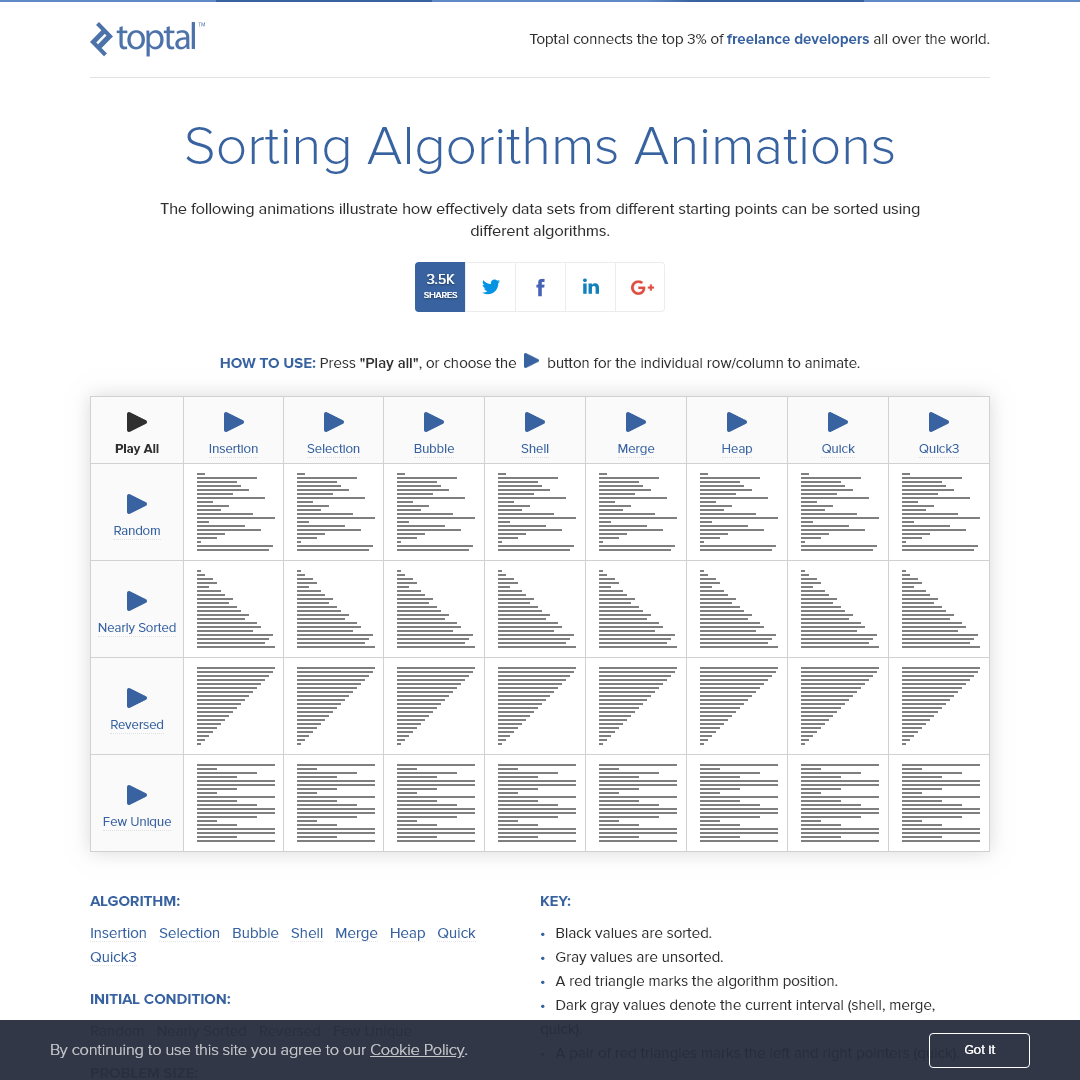 toptal™
Toptal connects the top 3% of freelance developers all over the world.
Sorting Algorithms Animations
The following animations illustrate how effectively data sets from different starting points can be sorted using
different algorithms.
3.5K
SHARES
HOW TO USE: Press "Play all", or choose the button for the individual row/column to animate.
Play All Insertion Selection Bubble Shell Merge Heap Quick Quick3
Random
Nearly Sorted
Reversed
Few Unique
ALGORITHM:
Insertion Selection Bubble Shell Merge Heap Quick
Quick3
INITIAL CONDITION:
Random Nearly Sorted Reversed Few Unique
PROBLEM SIZE:
KEY:
• Black values are sorted.
• Gray values are unsorted.
• A red triangle marks the algorithm position.
• Dark gray values denote the current interval (shell, merge,
quick).
• A pair of red triangles marks the left and right pointers (quick).
By continuing to use this site you agree to our Cookie Policy.
Got it